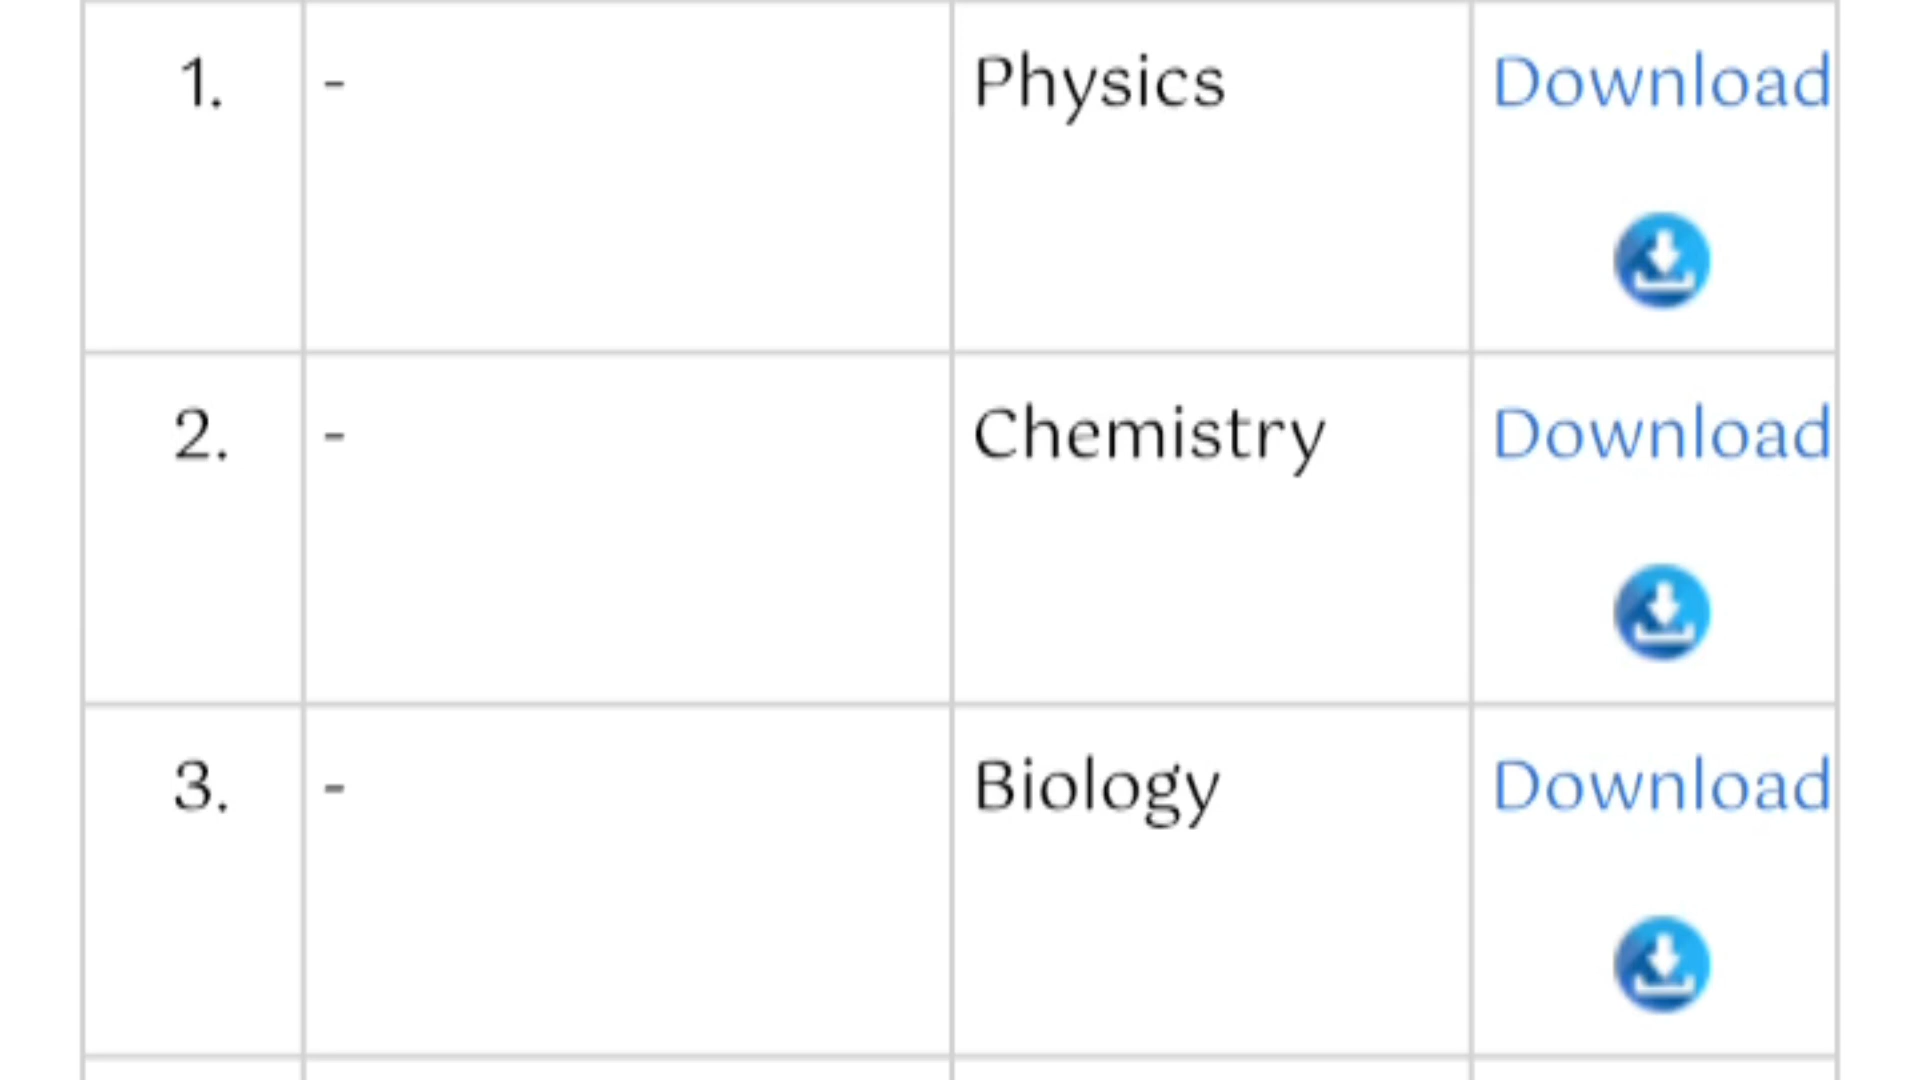 1. - Physics Download
2. - Chemistry Download
3. - Biology Download